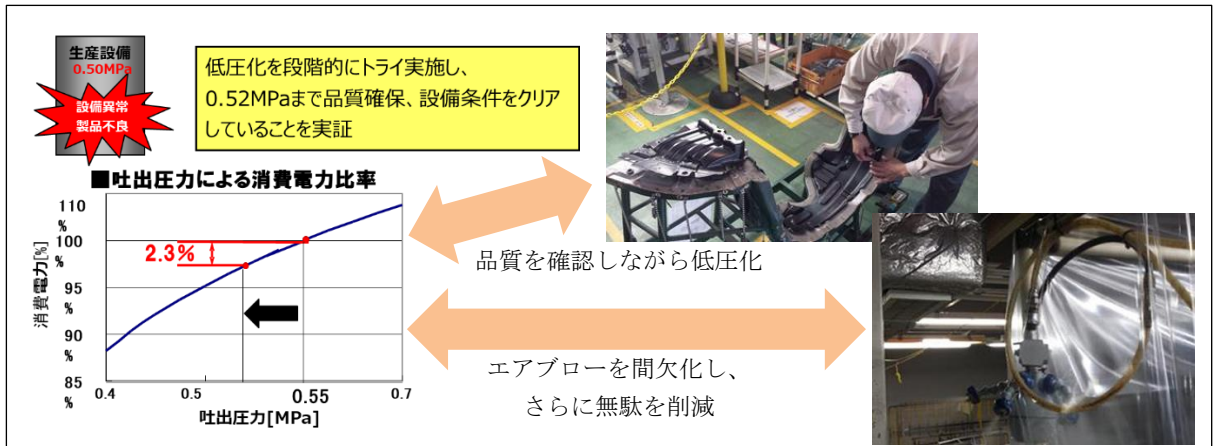 生産設備
0.50MPa
設備異常
製品不良
低圧化を段階的にトライ実施し、
0.52MPaまで品質確保、設備条件をクリア
していることを実証
■吐出圧力による消費電力比率
消費電力[%]
110
%
100
%
95
%
90
%
85
%
2.3%
0.4
0.5
0.55
0.7
吐出圧力[MPa]
品質を確認しながら低圧化
エアブローを間欠化し、
さらに無駄を削減